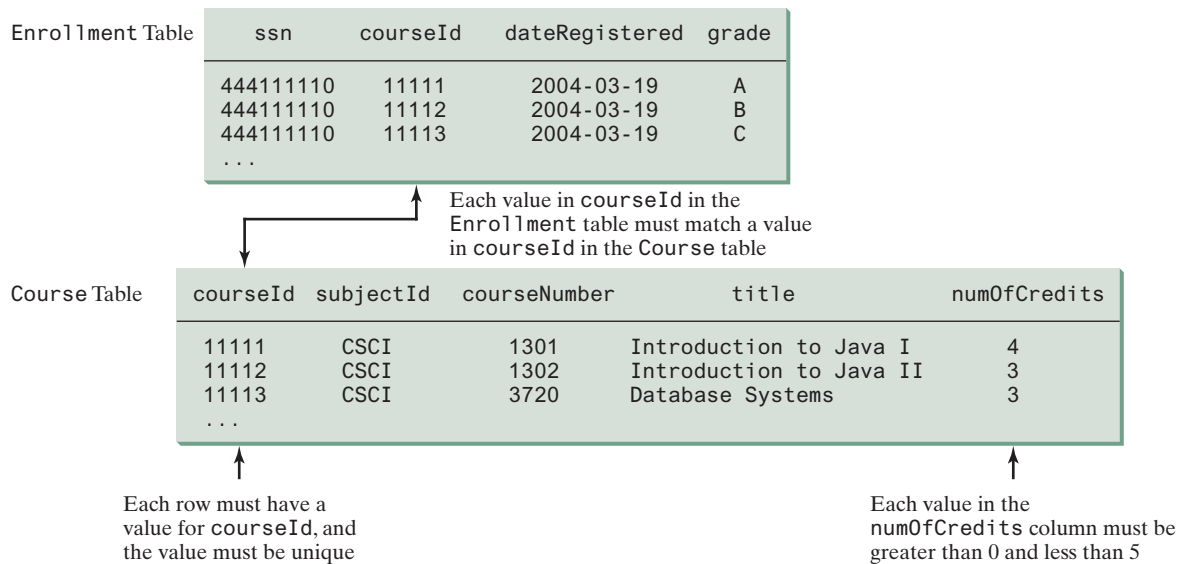 Enrollment Table
ssn courseId dateRegistered grade
444111110 11111 2004-03-19 A
444111110 11112 2004-03-19 B
444111110 11113 2004-03-19 C
...
Each value in courseId in the
Enrollment table must match a value
in courseId in the Course table
Course Table
courseId subjectId courseNumber title numOfCredits
11111 CSCI 1301 Introduction to Java I 4
11112 CSCI 1302 Introduction to Java II 3
11113 CSCI 3720 Database Systems 3
...
Each row must have a
value for courseId, and
the value must be unique
Each value in the
numOfCredits column must be
greater than 0 and less than 5